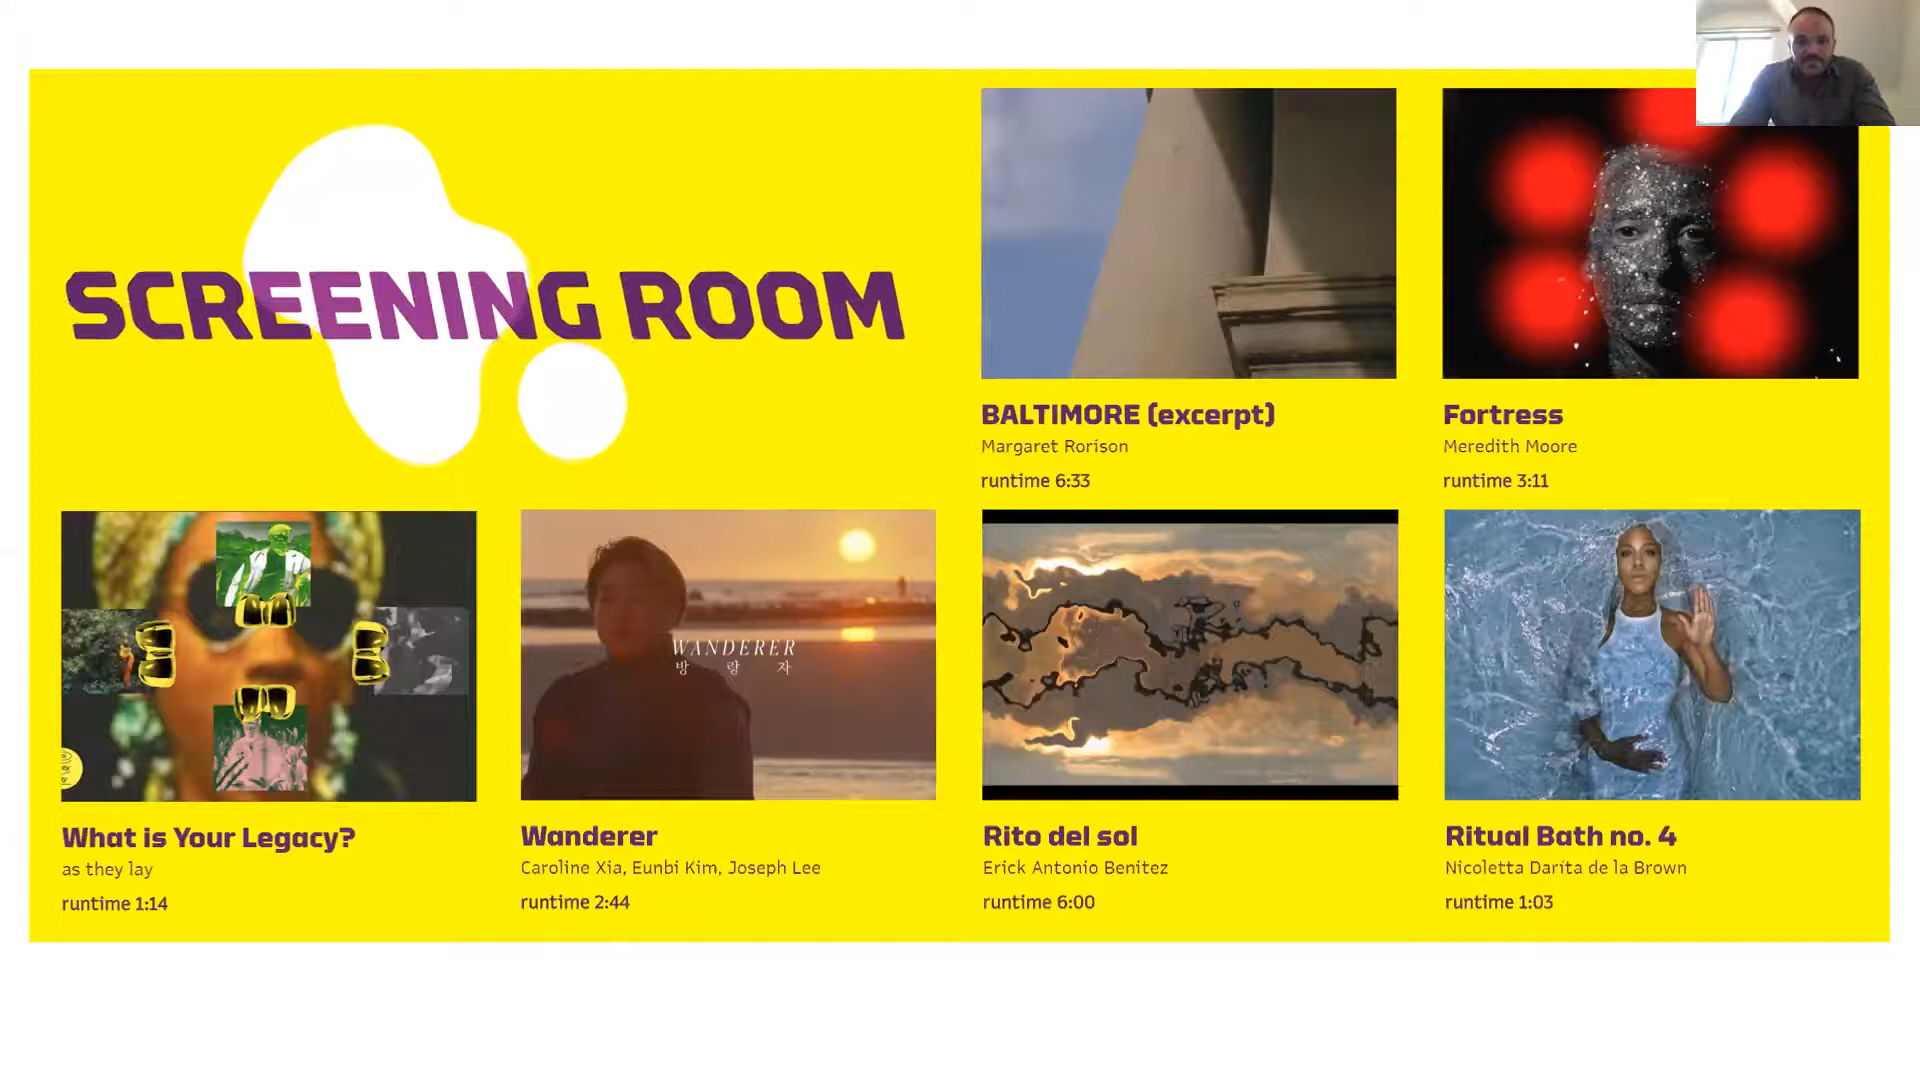 SCREENING ROOM
BALTIMORE (excerpt)
Margaret Rorison
runtime 6:33
Fortress
Meredith Moore
runtime 3:11
What is Your Legacy?
as they lay
runtime 1:14
WANDERER
방 랑 자
Wanderer
Caroline Xia, Eunbi Kim, Joseph Lee
runtime 2:44
Rito del sol
Erick Antonio Benitez
runtime 6:00
Ritual Bath no. 4
Nicoletta Daríta de la Brown
runtime 1:03